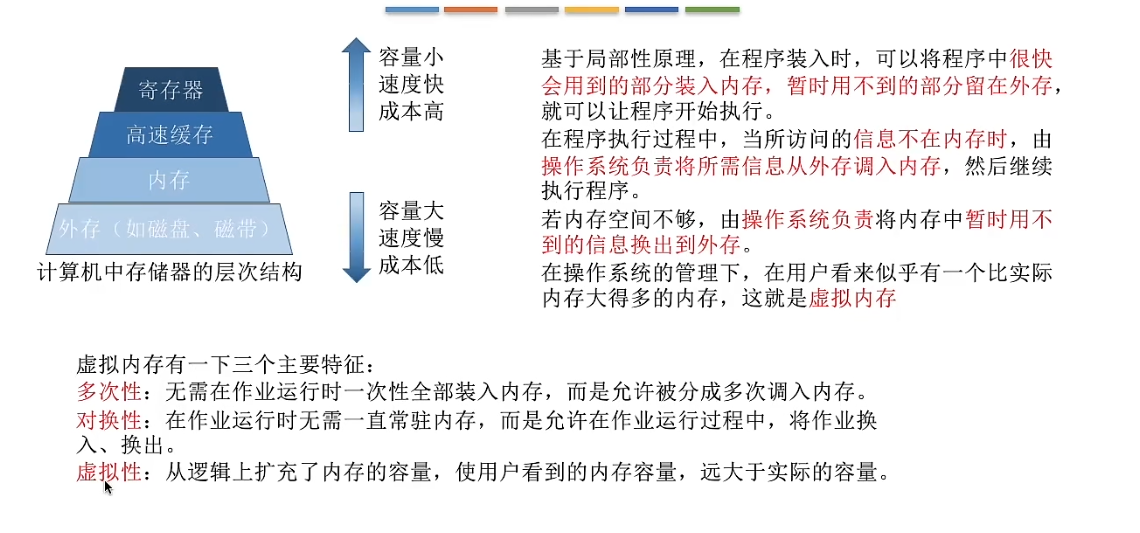 寄存器
高速缓存
内存
外存（如磁盘、磁带）
计算机中存储器的层次结构
容量小
速度快
成本高
容量大
速度慢
成本低
基于局部性原理，在程序装入时，可以将程序中很快
会用到的部分装入内存，暂时用不到的部分留在外存，
就可以让程序开始执行。
在程序执行过程中，当所访问的信息不在内存时，由
操作系统负责将所需信息从外存调入内存，然后继续
执行程序。
若内存空间不够，由操作系统负责将内存中暂时用不
到的信息换出到外存。
在操作系统的管理下，在用户看来似乎有一个比实际
内存大得多的内存，这就是虚拟内存
虚拟内存有一下三个主要特征：
多次性：无需在作业运行时一次性全部装入内存，而是允许被分成多次调入内存。
对换性：在作业运行时无需一直常驻内存，而是允许在作业运行过程中，将作业换
入、换出。
虚拟性：从逻辑上扩充了内存的容量，使用户看到的内存容量，远大于实际的容量。